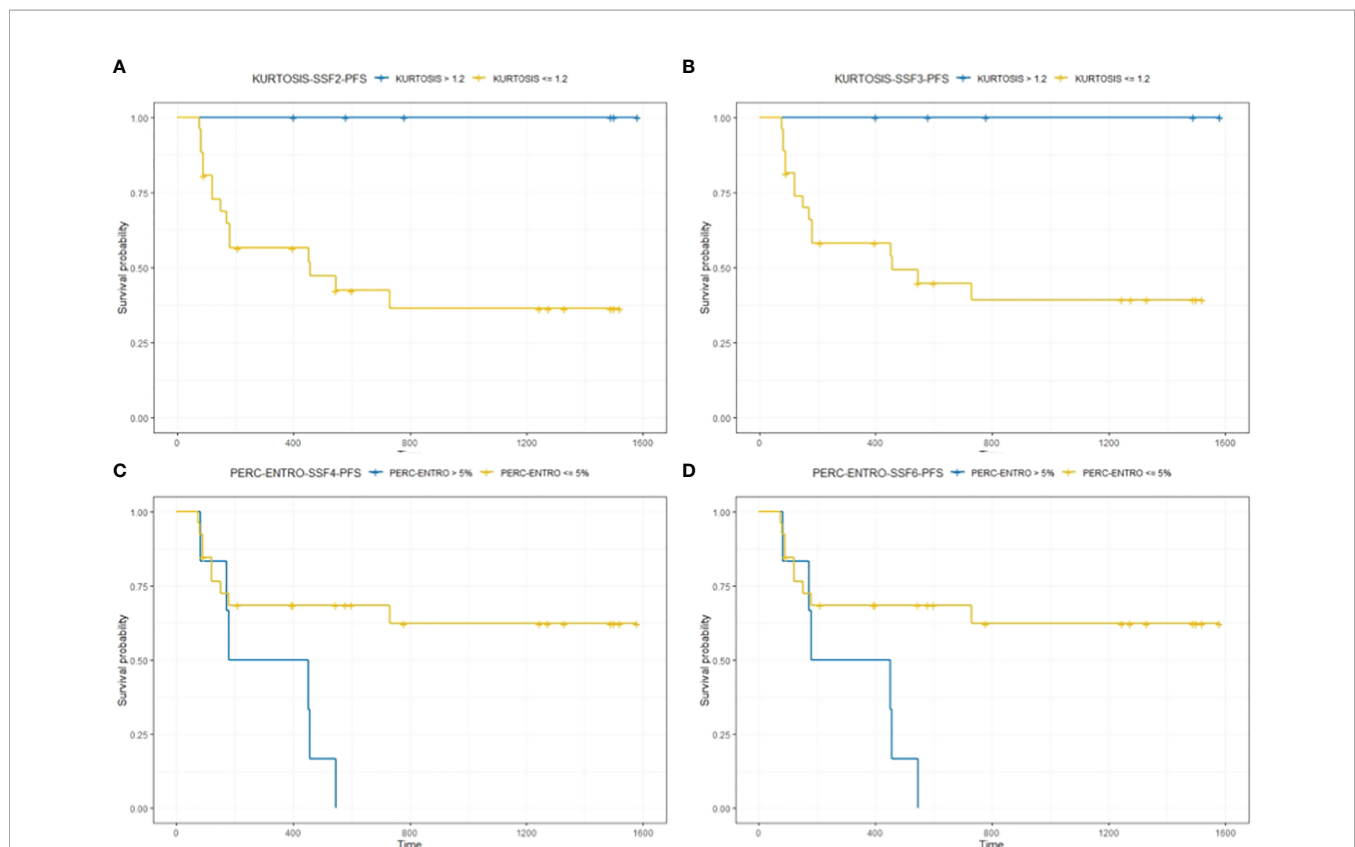 A
KURTOSIS-SSF2-PFS KURTOSIS > 1.2 KURTOSIS <= 1.2
Survival probability
1.00
0.75
0.50
0.25
0.00
0 400 800 1200 1600
B
KURTOSIS-SSF3-PFS KURTOSIS > 1.2 KURTOSIS <= 1.2
Survival probability
1.00
0.75
0.50
0.25
0.00
0 400 800 1200 1600
C
PERC-ENTRO-SSF4-PFS PERC-ENTRO > 5% PERC-ENTRO <= 5%
Survival probability
1.00
0.75
0.50
0.25
0.00
0 400 800 1200 1600
Time
D
PERC-ENTRO-SSF6-PFS PERC-ENTRO > 5% PERC-ENTRO <= 5%
Survival probability
1.00
0.75
0.50
0.25
0.00
0 400 800 1200 1600
Time